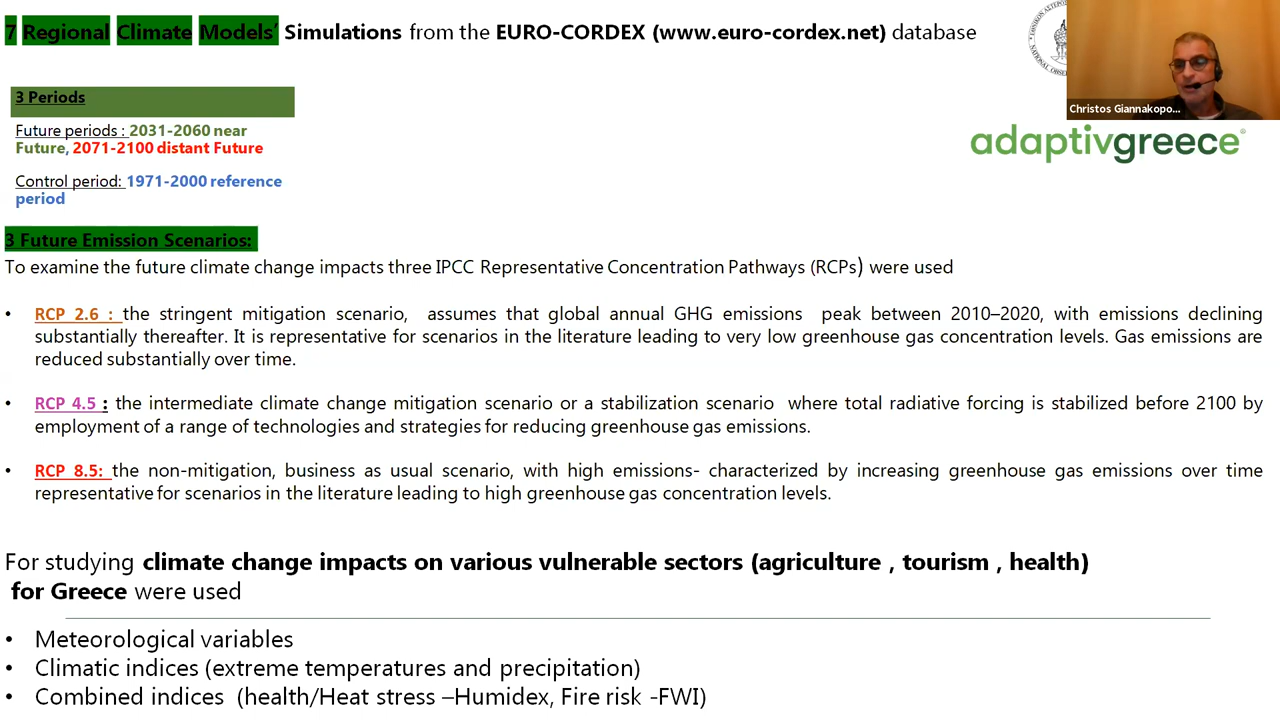 7 Regional Climate Models' Simulations from the EURO-CORDEX (www.euro-cordex.net) database
Christos Giannakopo...
adaptivgreece
3 Periods
Future periods : 2031-2060 near
Future, 2071-2100 distant Future
Control period: 1971-2000 reference
period
3 Future Emission Scenarios:
To examine the future climate change impacts three IPCC Representative Concentration Pathways (RCPs) were used
• RCP 2.6 : the stringent mitigation scenario, assumes that global annual GHG emissions peak between 2010–2020, with emissions declining
substantially thereafter. It is representative for scenarios in the literature leading to very low greenhouse gas concentration levels. Gas emissions are
reduced substantially over time.
• RCP 4.5 : the intermediate climate change mitigation scenario or a stabilization scenario where total radiative forcing is stabilized before 2100 by
employment of a range of technologies and strategies for reducing greenhouse gas emissions.
• RCP 8.5: the non-mitigation, business as usual scenario, with high emissions- characterized by increasing greenhouse gas emissions over time
representative for scenarios in the literature leading to high greenhouse gas concentration levels.
For studying climate change impacts on various vulnerable sectors (agriculture , tourism , health)
for Greece were used
• Meteorological variables
• Climatic indices (extreme temperatures and precipitation)
• Combined indices (health/Heat stress –Humidex, Fire risk -FWI)